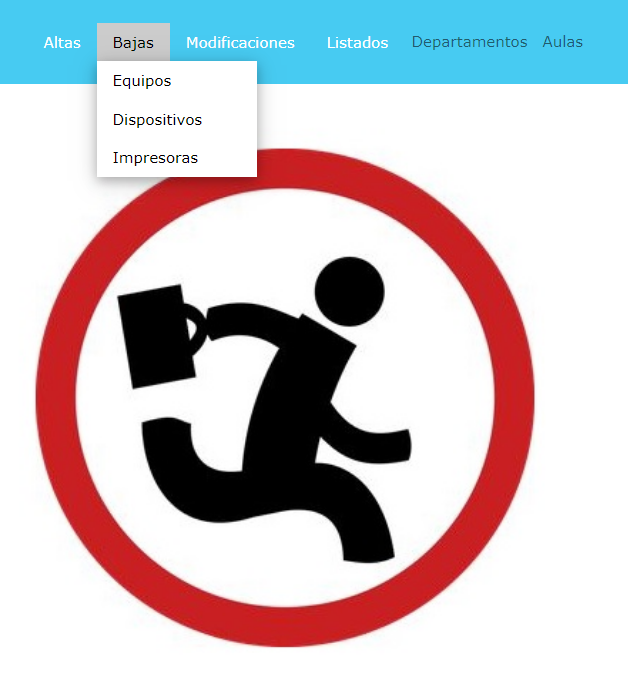 Altas Bajas Modificaciones Listados Departamentos Aulas
Equipos
Dispositivos
Impresoras